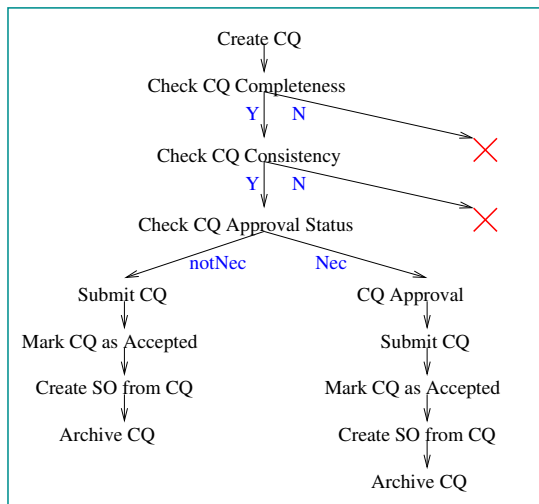 Create CQ
Check CQ Completeness
Y N
Check CQ Consistency
Y N
Check CQ Approval Status
notNec Nec
Submit CQ CQ Approval
Mark CQ as Accepted Submit CQ
Create SO from CQ Mark CQ as Accepted
Archive CQ Create SO from CQ
Archive CQ